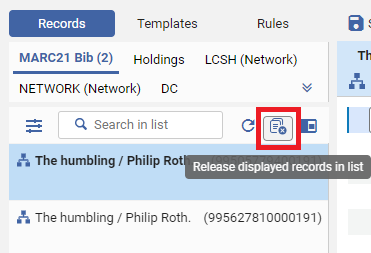 Records Templates Rules S
MARC21 Bib (2) Holdings LCSH (Network) Th
NETWORK (Network) DC
Search in list
The humbling / Philip Roth.
Release displayed records in list
The humbling / Philip Roth. (995627810000191)